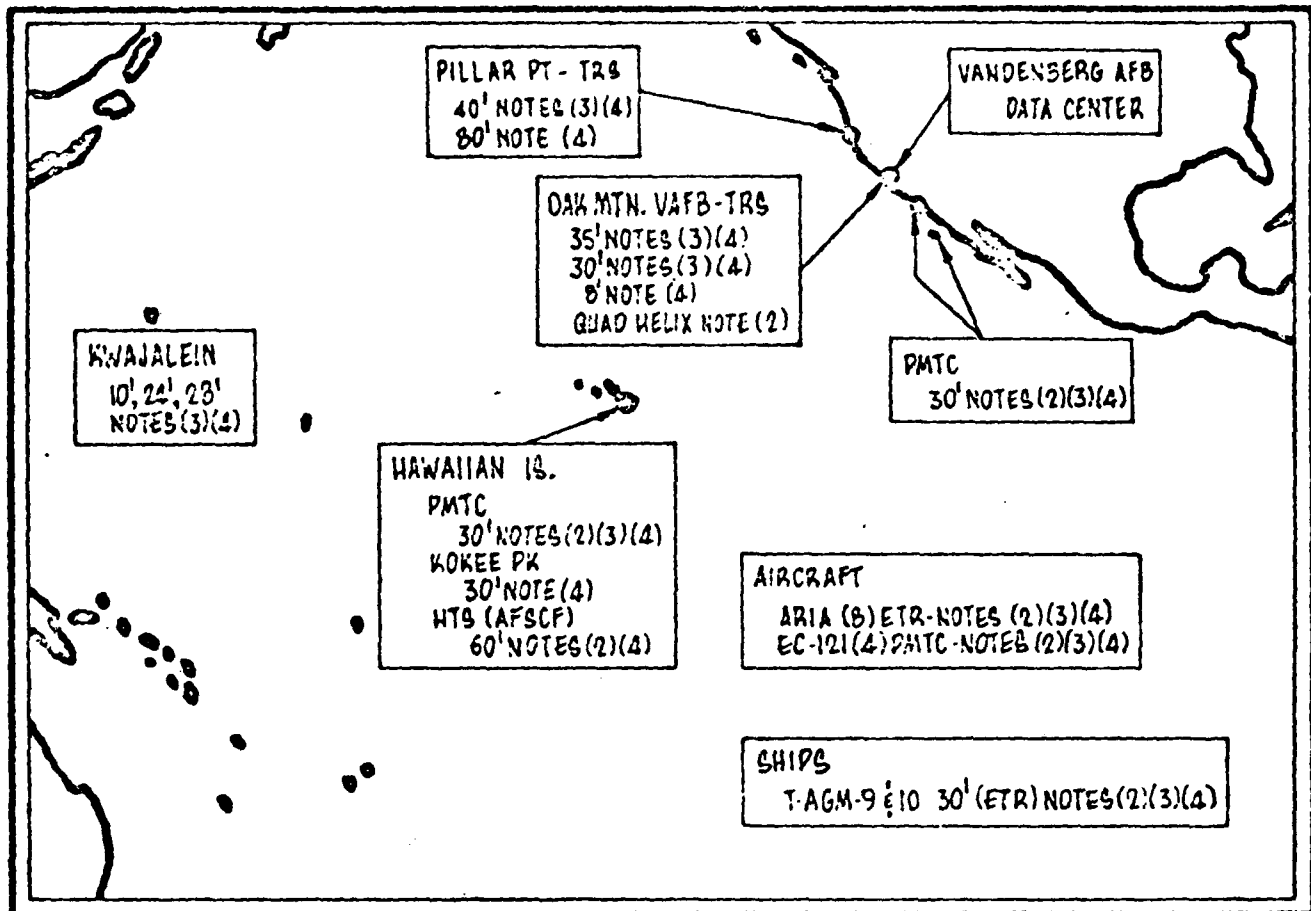 PILLAR PT - TRS
40' NOTES (3)(4)
80' NOTE (4)
VANDENBERG AFB
DATA CENTER
OAK MTN. VAFB-TRS
35' NOTES (3)(4)
30' NOTES (3)(4)
8' NOTE (4)
QUAD HELIX NOTE (2)
KWAJALEIN
10', 24', 23'
NOTES (3)(4)
PMTC
30' NOTES (2)(3)(4)
HAWAIIAN IS.
PMTC
30' NOTES (2)(3)(4)
KOKEE PK
30' NOTE (4)
HTS (AFSCF)
60' NOTES (2)(4)
AIRCRAFT
ARIA (8) ETR-NOTES (2)(3)(4)
EC-121(4) PMTC-NOTES (2)(3)(4)
SHIPS
T-AGM-9 & 10 30' (ETR) NOTES (2)(3)(4)